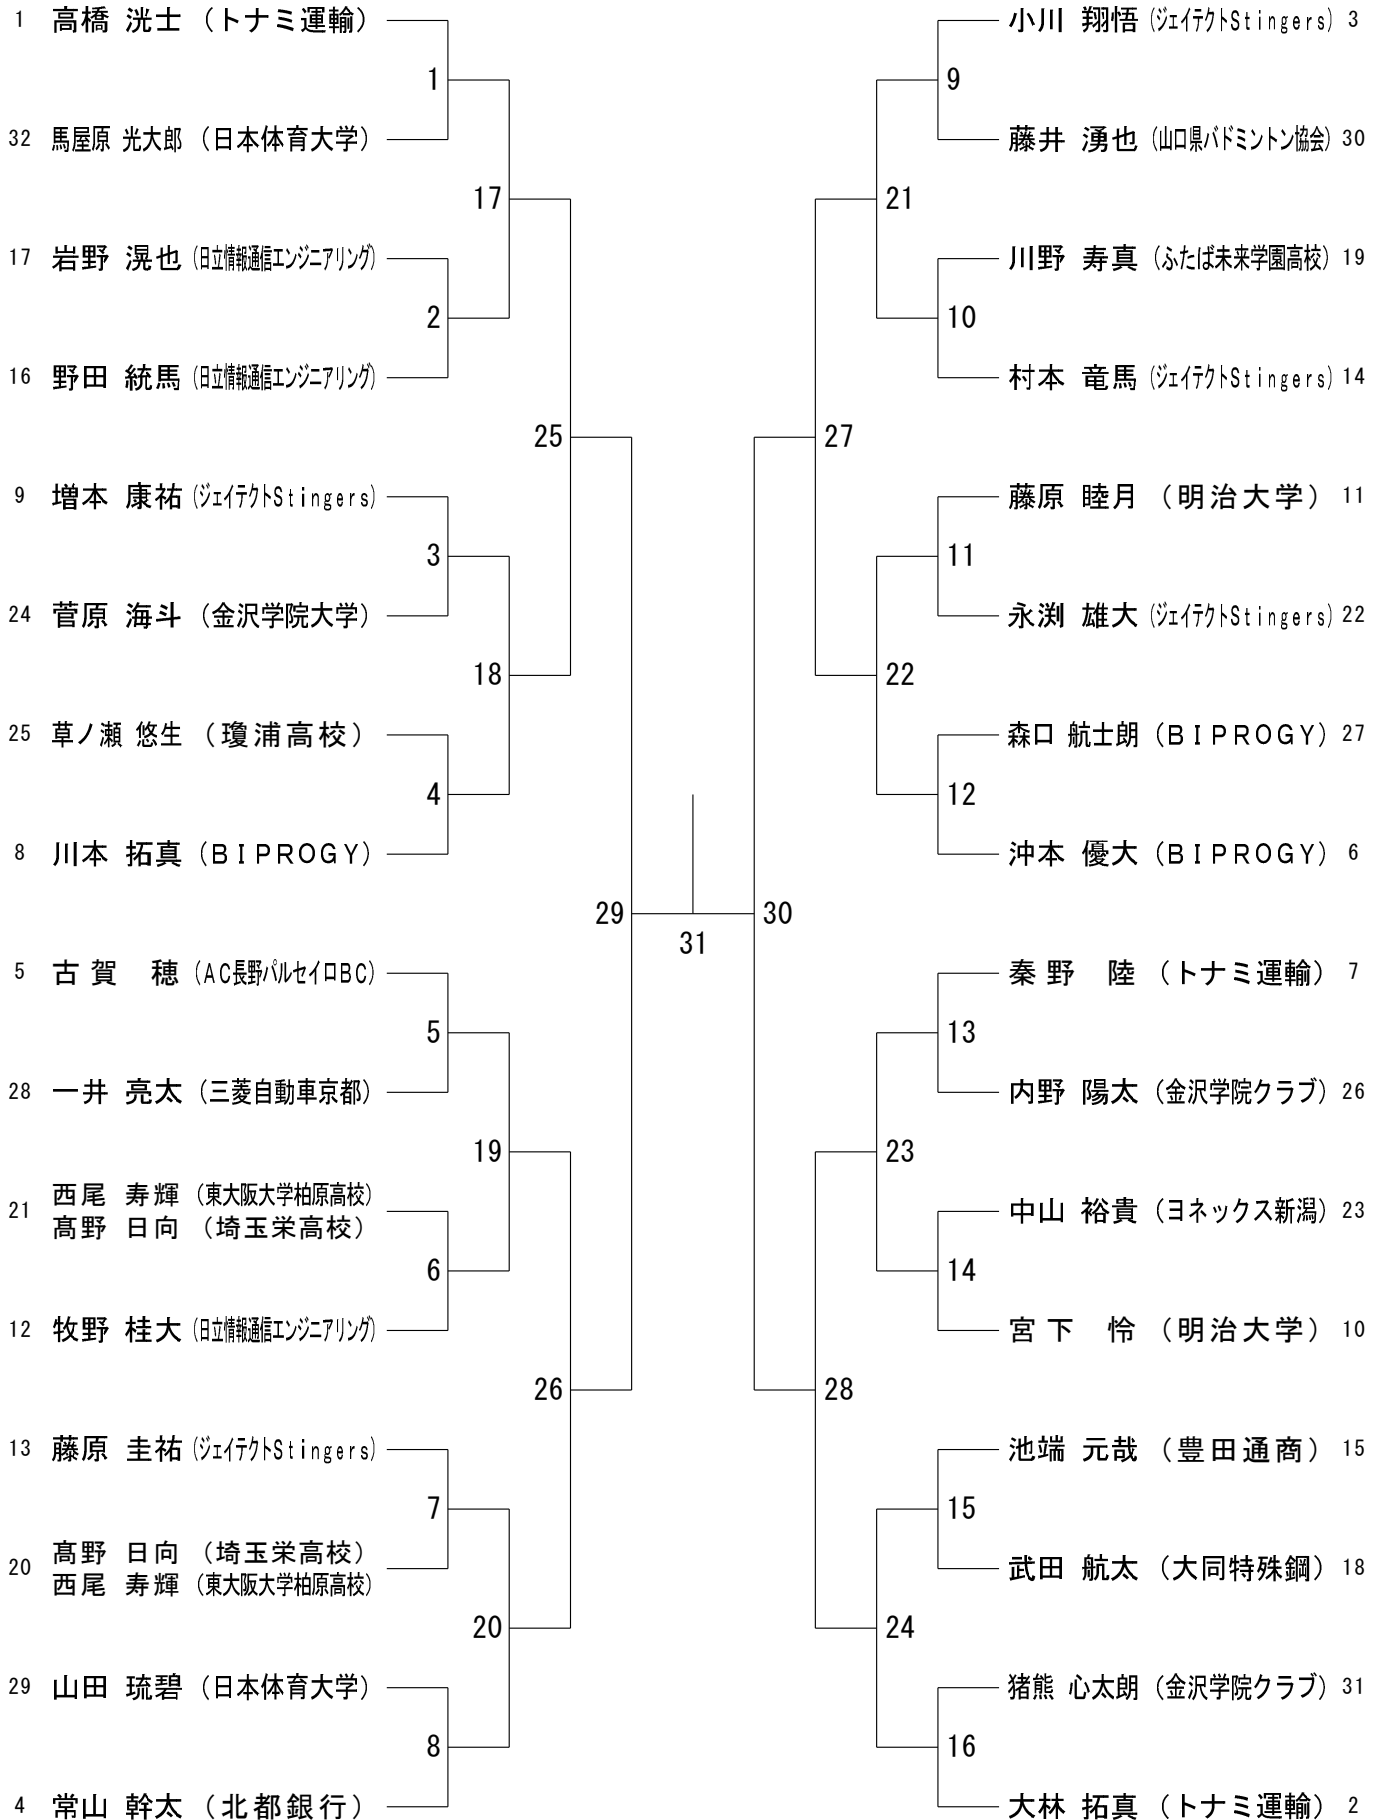 1 高橋 洸士 (トナミ運輸)
1
32 馬屋原 光大郎 (日本体育大学)
17
17 岩野 滉也 (日立情報通信エンジニアリング)
2
16 野田 統馬 (日立情報通信エンジニアリング)
25
9 増本 康祐 (ジェイテクトStingers)
3
24 菅原 海斗 (金沢学院大学)
18
25 草ノ瀬 悠生 (瓊浦高校)
4
8 川本 拓真 (BIPROGY)
29
5 古賀 穂 (AC長野パルセイロBC)
5
28 一井 亮太 (三菱自動車京都)
19
21 西尾 寿輝 (東大阪大学柏原高校)
髙野 日向 (埼玉栄高校)
6
12 牧野 桂大 (日立情報通信エンジニアリング)
26
13 藤原 圭祐 (ジェイテクトStingers)
7
20 髙野 日向 (埼玉栄高校)
西尾 寿輝 (東大阪大学柏原高校)
20
29 山田 琉碧 (日本体育大学)
8
4 常山 幹太 (北都銀行)
31
小川 翔悟 (ジェイテクトStingers) 3
9
藤井 湧也 (山口県バドミントン協会) 30
21
川野 寿真 (ふたば未来学園高校) 19
10
村本 竜馬 (ジェイテクトStingers) 14
27
藤原 睦月 (明治大学) 11
11
永渕 雄大 (ジェイテクトStingers) 22
22
森口 航士朗 (BIPROGY) 27
12
沖本 優大 (BIPROGY) 6
30
秦野 陸 (トナミ運輸) 7
13
内野 陽太 (金沢学院クラブ) 26
23
中山 裕貴 (ヨネックス新潟) 23
14
宮下 怜 (明治大学) 10
28
池端 元哉 (豊田通商) 15
15
武田 航太 (大同特殊鋼) 18
24
猪熊 心太朗 (金沢学院クラブ) 31
16
大林 拓真 (トナミ運輸) 2